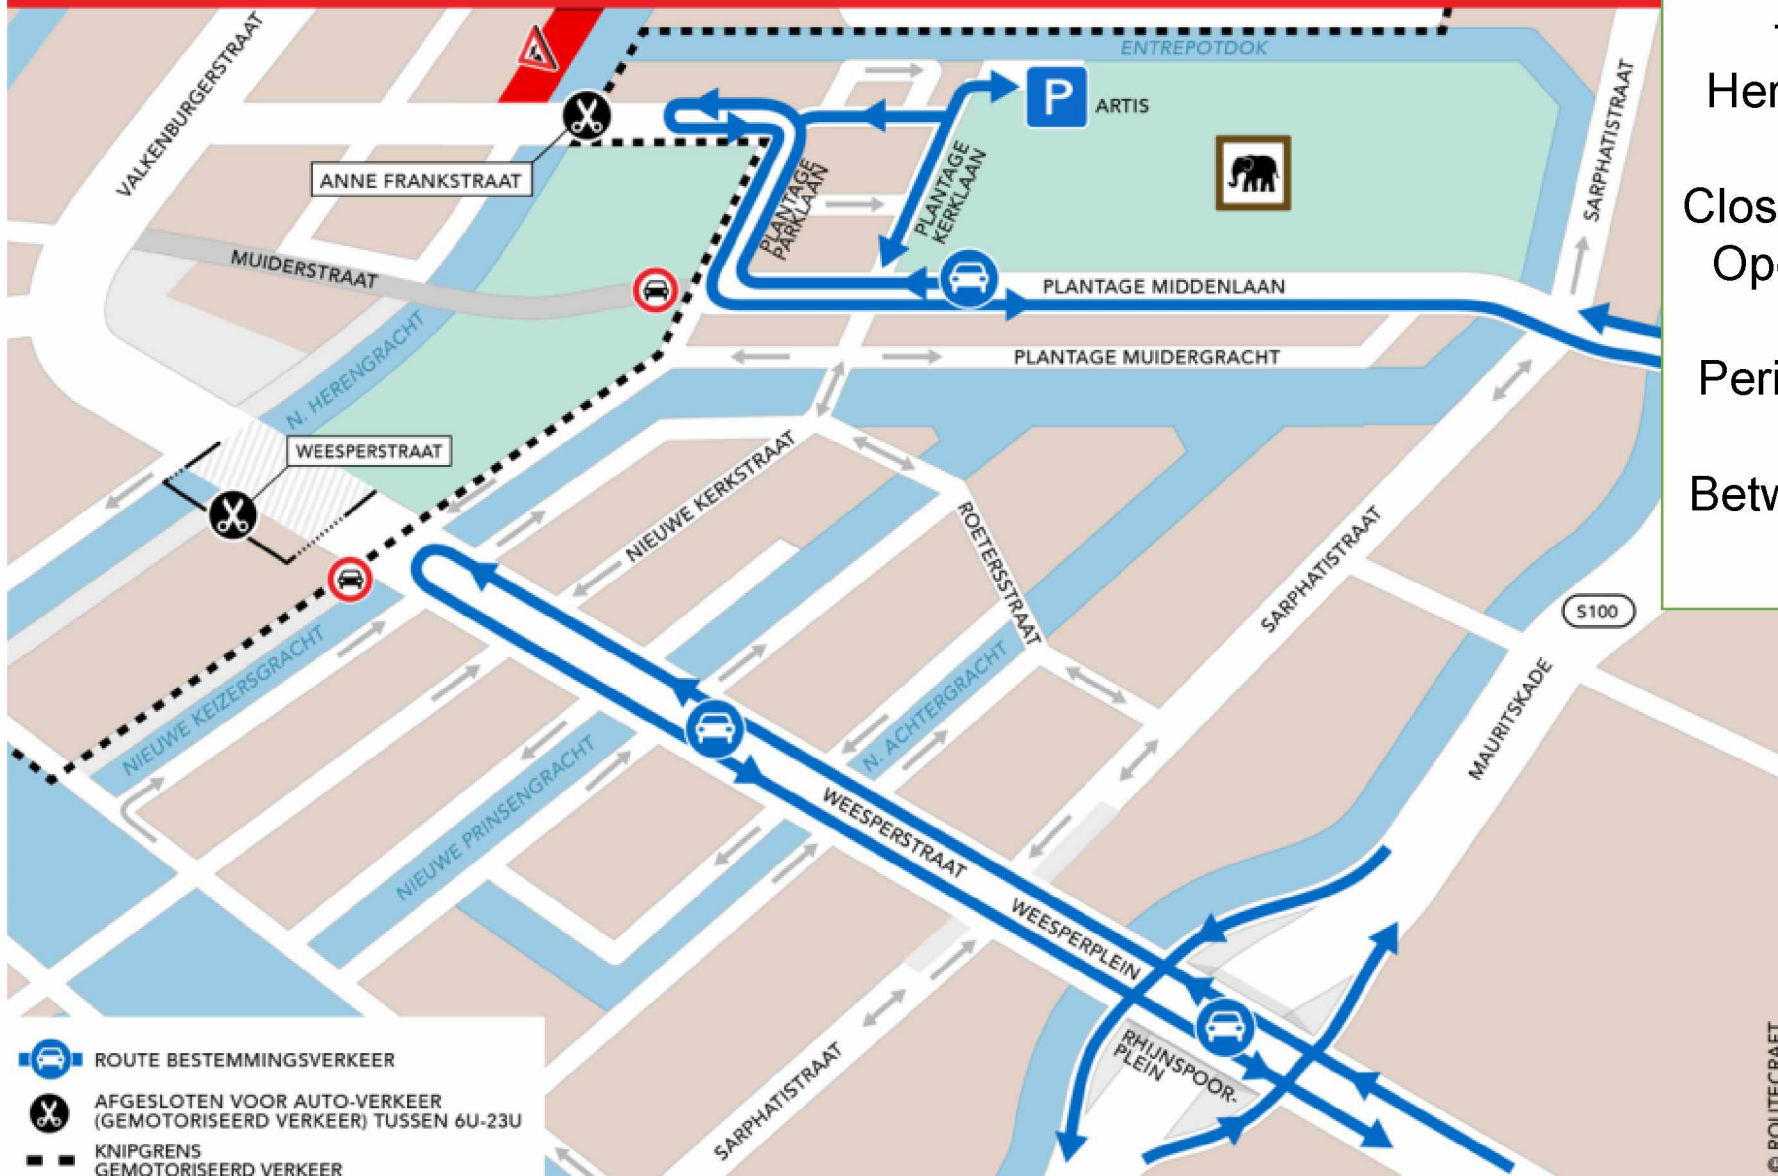 ENTREPOTDOK
VALKENBURGERSTRAAT
P
ARTIS
SARPHATISTRAAT
ANNE FRANKSTRAAT
PLANTAGE
PARKLAAN
PLANTAGE
KERKLAAN
MUIDERSTRAAT
PLANTAGE MIDDENLAAN
N. HERENGRACHT
PLANTAGE MUIDERGRACHT
WEESPERSTRAAT
NIEUWE KERKSTRAAT
ROETERSSTRAAT
SARPHATISTRAAT
S100
NIEUWE KEIZERSGRACHT
N. ACHTERGRACHT
MAURITSKADE
NIEUWE PRINSENGRACHT
WEESPERSTRAAT
WEESPERPLEIN
RHIJNSPOOR-
PLEIN
SARPHATISTRAAT
ROUTE BESTEMMINGSVERKEER
AFGESLOTEN VOOR AUTO-VERKEER
(GEMOTORISEERD VERKEER) TUSSEN 6U-23U
KNIPGRENS
GEMOTORISEERD VERKEER
© ROUTECRAFT